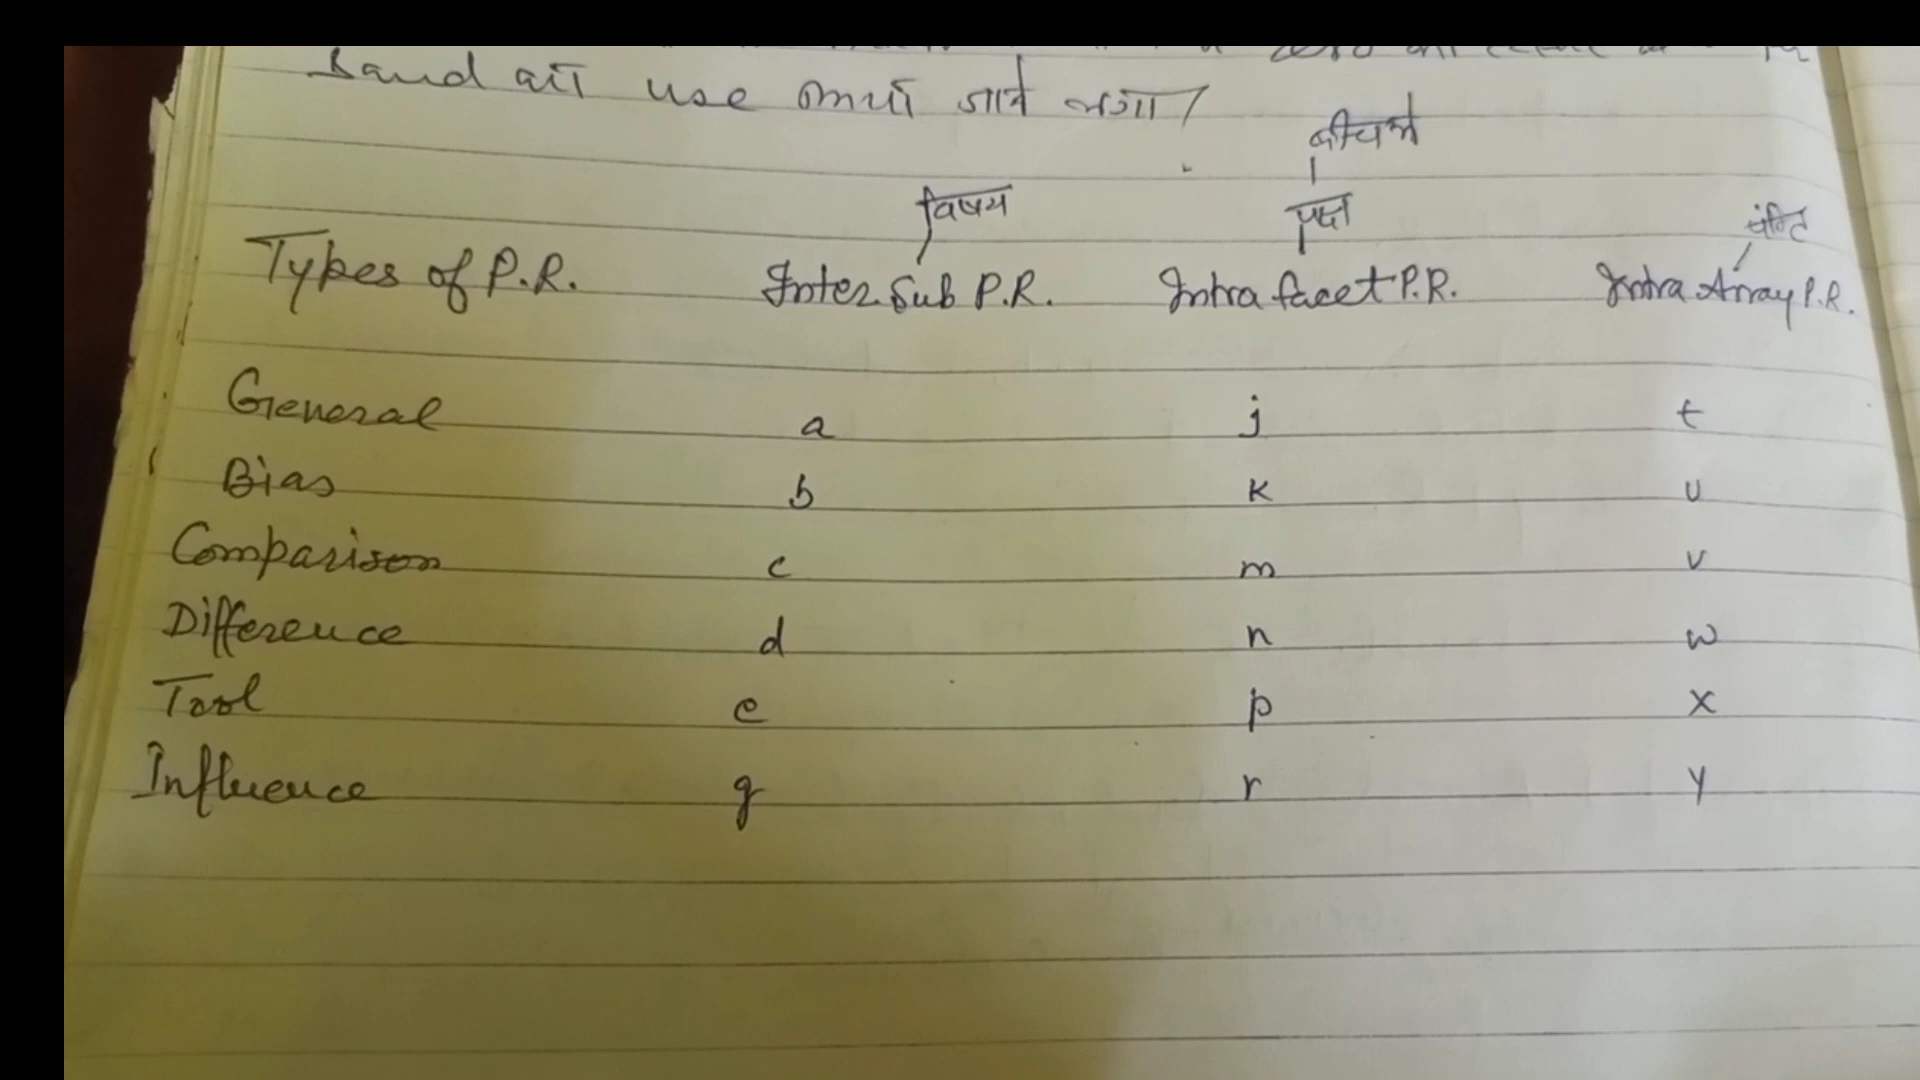 band को use किया जाने लगा /
बीचमें
विषय पक्ष पंक्ति
Types of P.R. Inter Sub P.R. Intra facet P.R. Intra Array P.R.
General a j t
Bias b k u
Comparison c m v
Difference d n w
Tool e p x
Influence g r y